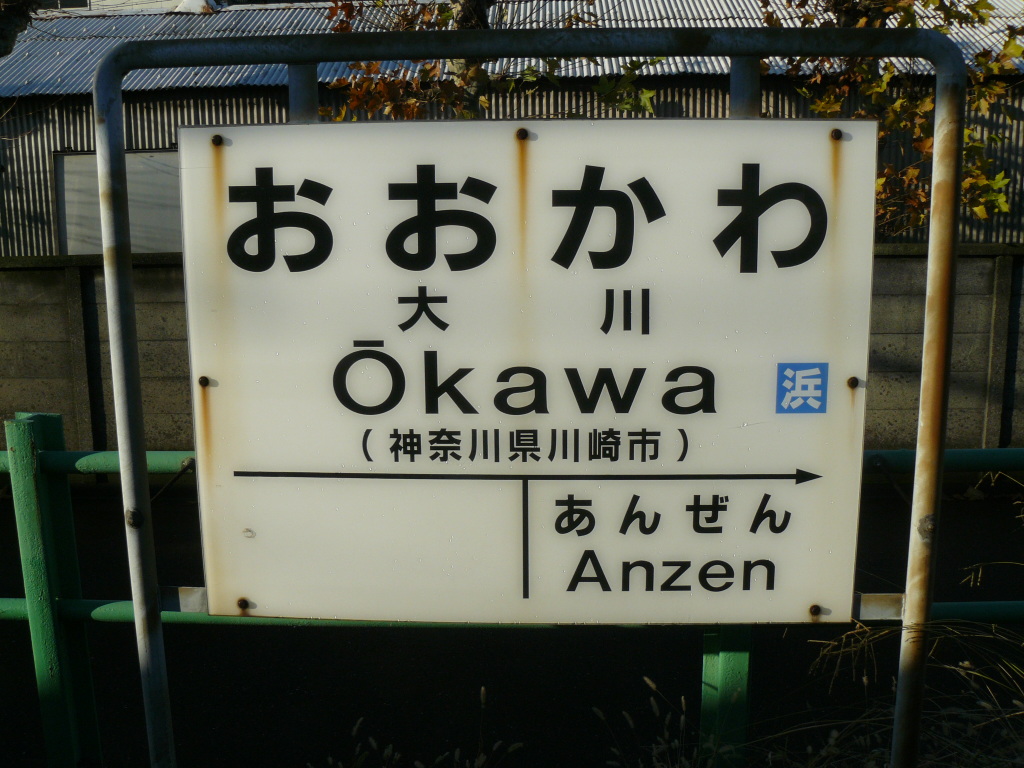 おおかわ
大川
Ōkawa
浜
(神奈川県川崎市)
あんぜん
Anzen